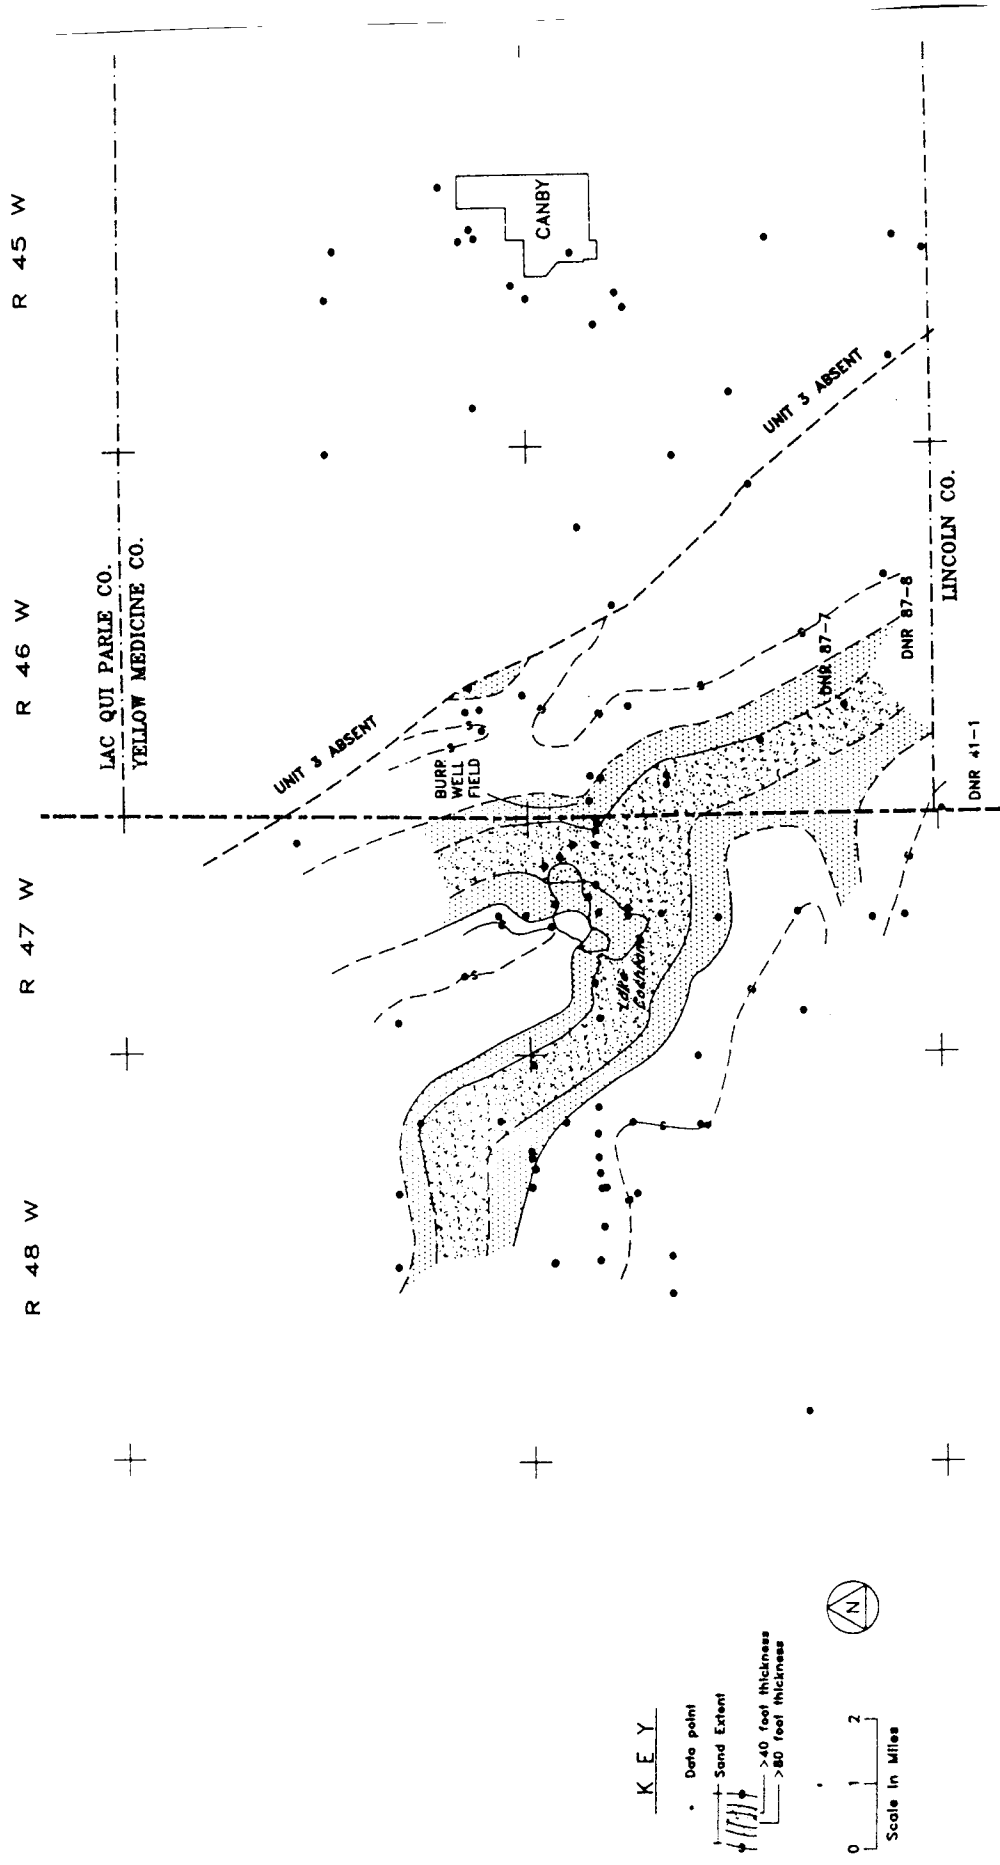 R 48 W
R 47 W
R 46 W
R 45 W
LAC QUI PARLE CO.
YELLOW MEDICINE CO.
UNIT 3 ABSENT
BURR
WELL
FIELD
CANBY
Lake
Cochrane
UNIT 3 ABSENT
DNR 87-7
DNR 87-8
LINCOLN CO.
DNR 41-1
S
S
S
S
S
S
S
S
S
S
KEY
Data point
Sand Extent
>40 foot thickness
>80 foot thickness
0 1 2
Scale in Miles
N